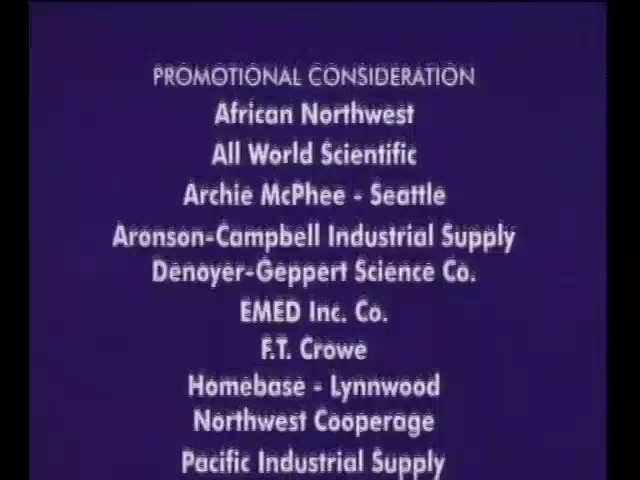 PROMOTIONAL CONSIDERATION
African Northwest
All World Scientific
Archie McPhee - Seattle
Aronson-Campbell Industrial Supply
Denoyer-Geppert Science Co.
EMED Inc. Co.
F.T. Crowe
Homebase - Lynnwood
Northwest Cooperage
Pacific Industrial Supply